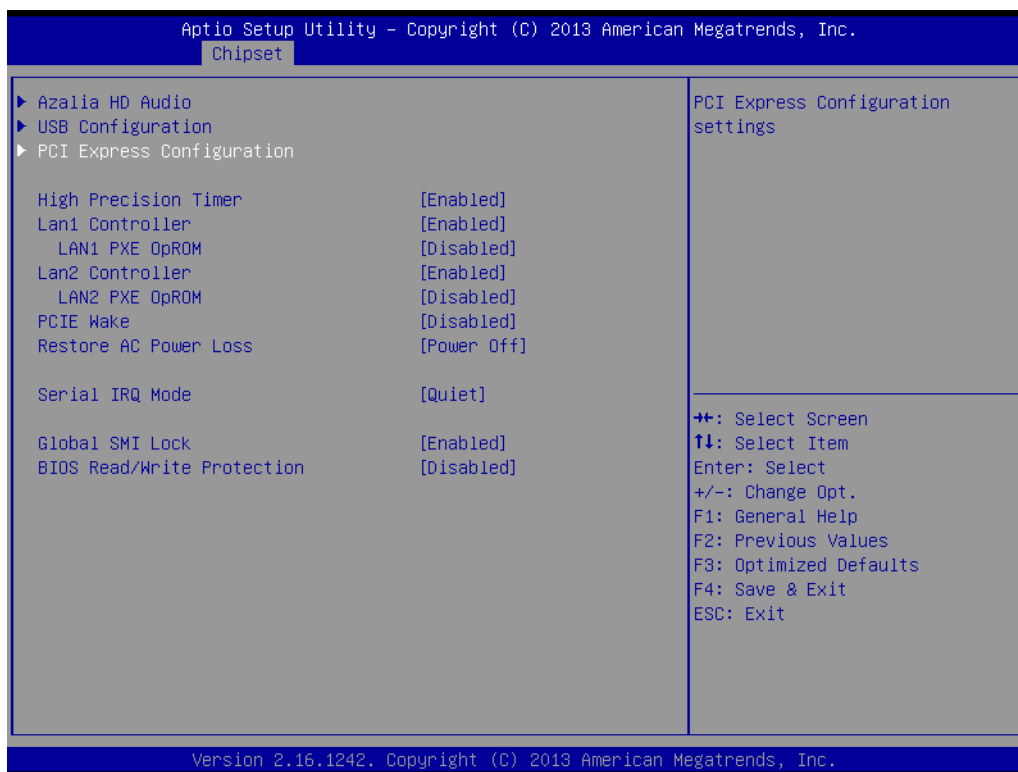 Aptio Setup Utility – Copyright (C) 2013 American Megatrends, Inc.
Chipset
Azalia HD Audio
USB Configuration
PCI Express Configuration
High Precision Timer [Enabled]
Lan1 Controller [Enabled]
LAN1 PXE OpROM [Disabled]
Lan2 Controller [Enabled]
LAN2 PXE OpROM [Disabled]
PCIE Wake [Disabled]
Restore AC Power Loss [Power Off]
Serial IRQ Mode [Quiet]
Global SMI Lock [Enabled]
BIOS Read/Write Protection [Disabled]
PCI Express Configuration
settings
→←: Select Screen
↑↓: Select Item
Enter: Select
+/-: Change Opt.
F1: General Help
F2: Previous Values
F3: Optimized Defaults
F4: Save & Exit
ESC: Exit
Version 2.16.1242. Copyright (C) 2013 American Megatrends, Inc.